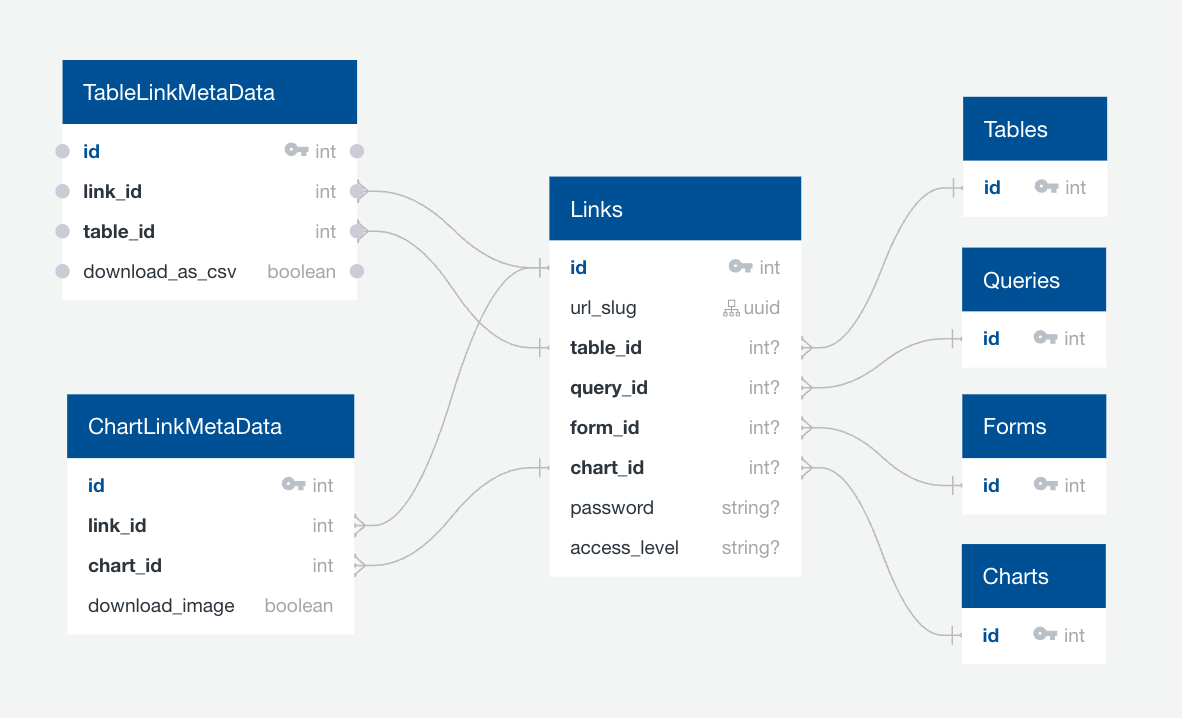 TableLinkMetaData
id int
link_id int
table_id int
download_as_csv boolean
ChartLinkMetaData
id int
link_id int
chart_id int
download_image boolean
Links
id int
url_slug uuid
table_id int?
query_id int?
form_id int?
chart_id int?
password string?
access_level string?
Tables
id int
Queries
id int
Forms
id int
Charts
id int